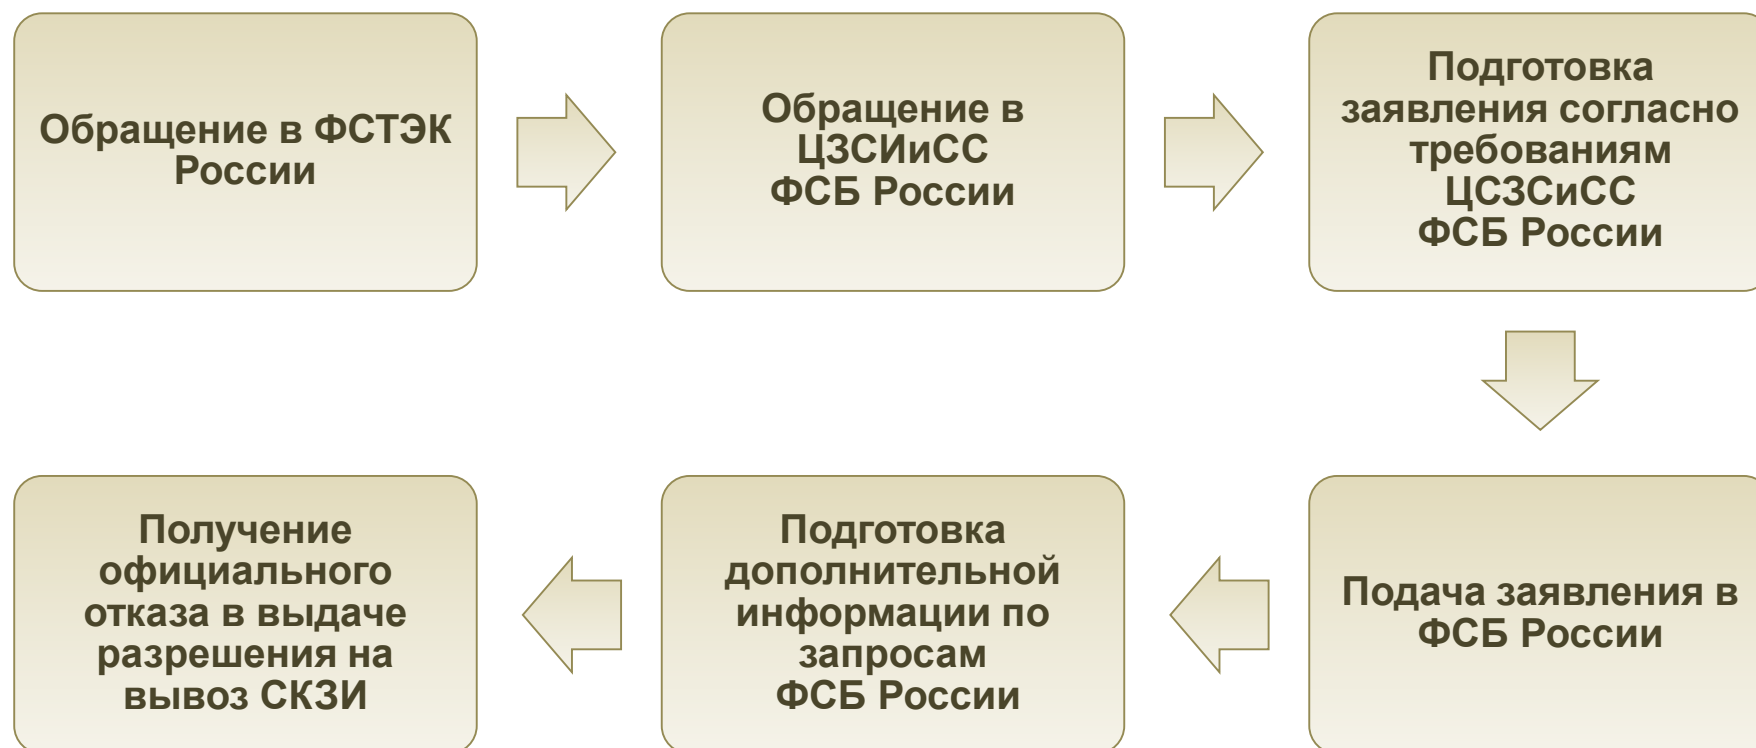 Обращение в ФСТЭК
России
Обращение в
ЦЗСИиСС
ФСБ России
Подготовка
заявления согласно
требованиям
ЦСЗСиСС
ФСБ России
Подача заявления в
ФСБ России
Подготовка
дополнительной
информации по
запросам
ФСБ России
Получение
официального
отказа в выдаче
разрешения на
вывоз СКЗИ